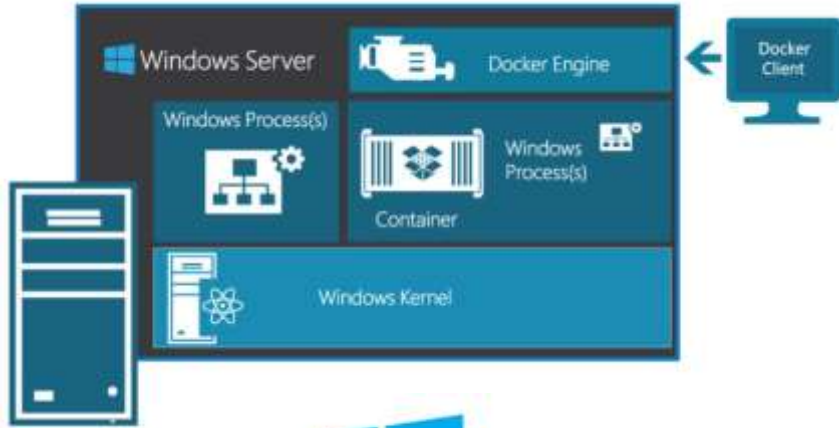 Windows Server
Docker Engine
Docker
Client
Windows Process(s)
Windows
Process(s)
Container
Windows Kernel